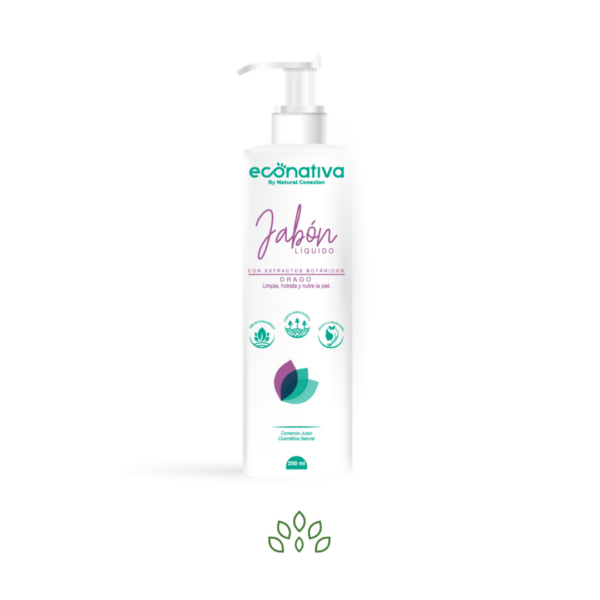 econativa
By Natural Conexion
Jabón
LÍQUIDO
CON EXTRACTOS BOTÁNICOS
DRAGO
Limpia, hidrata y nutre la piel.
Comercio Justo
Cosmética Natural
250 ml